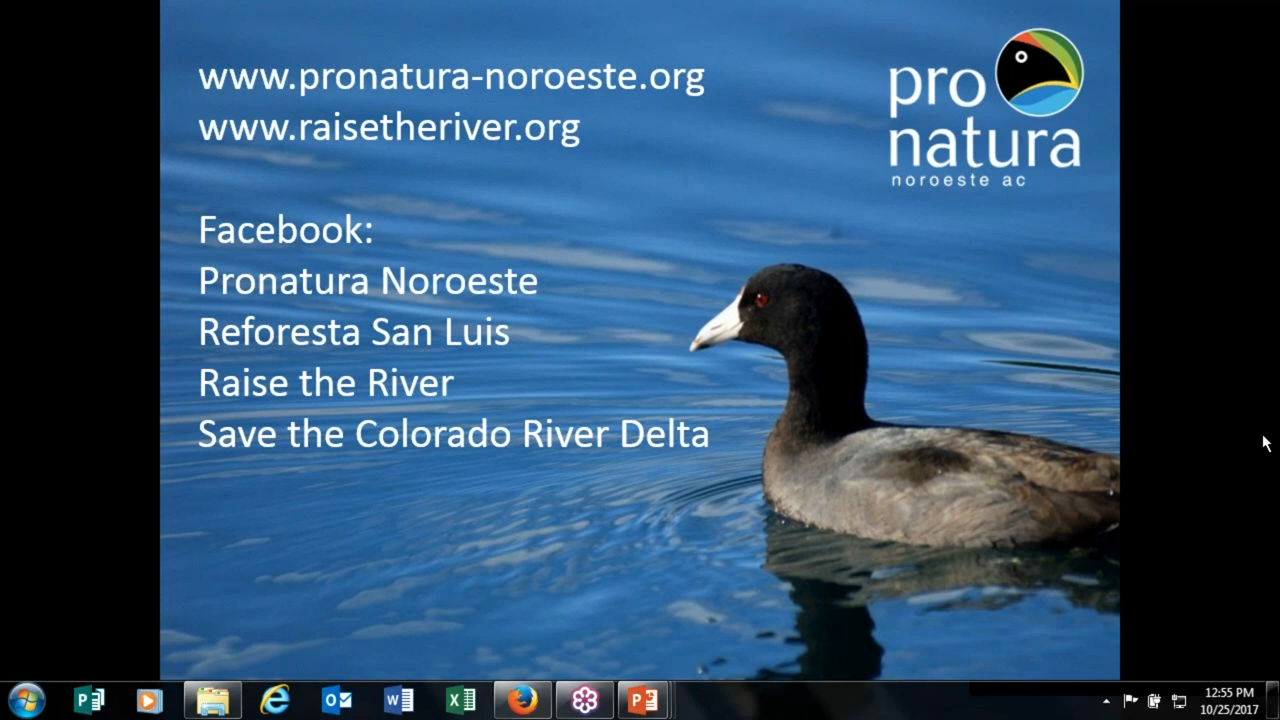 www.pronatura-noroeste.org
www.raisetheriver.org
pro
natura
noroeste ac
Facebook:
Pronatura Noroeste
Reforesta San Luis
Raise the River
Save the Colorado River Delta
12:55 PM
10/25/2017